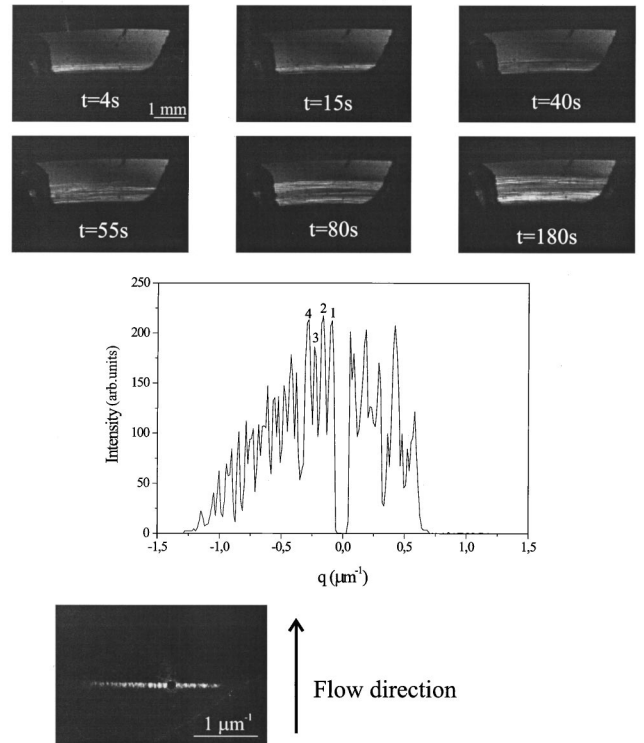 t=4s
1 mm
t=15s
t=40s
t=55s
t=80s
t=180s
250
200
150
100
50
0
4
2
1
3
Intensity (arb.units)
-1,5
-1,0
-0,5
0,0
0,5
1,0
1,5
q (μm⁻¹)
1 μm⁻¹
Flow direction